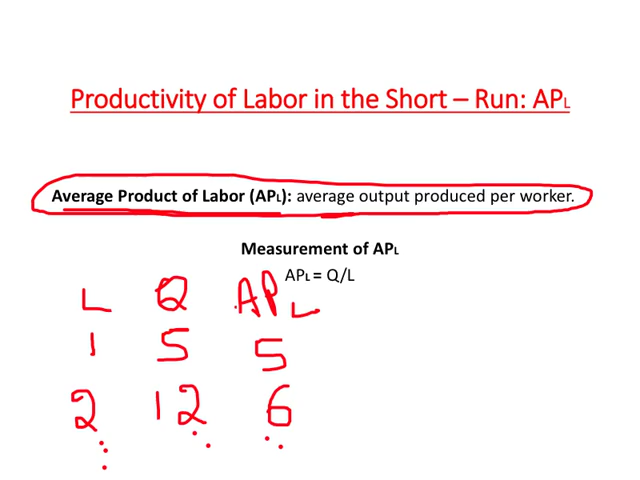 Productivity of Labor in the Short – Run: APL
Average Product of Labor (APL): average output produced per worker.
Measurement of APL
APL = Q/L
L Q APL
1 5 5
2 12 6